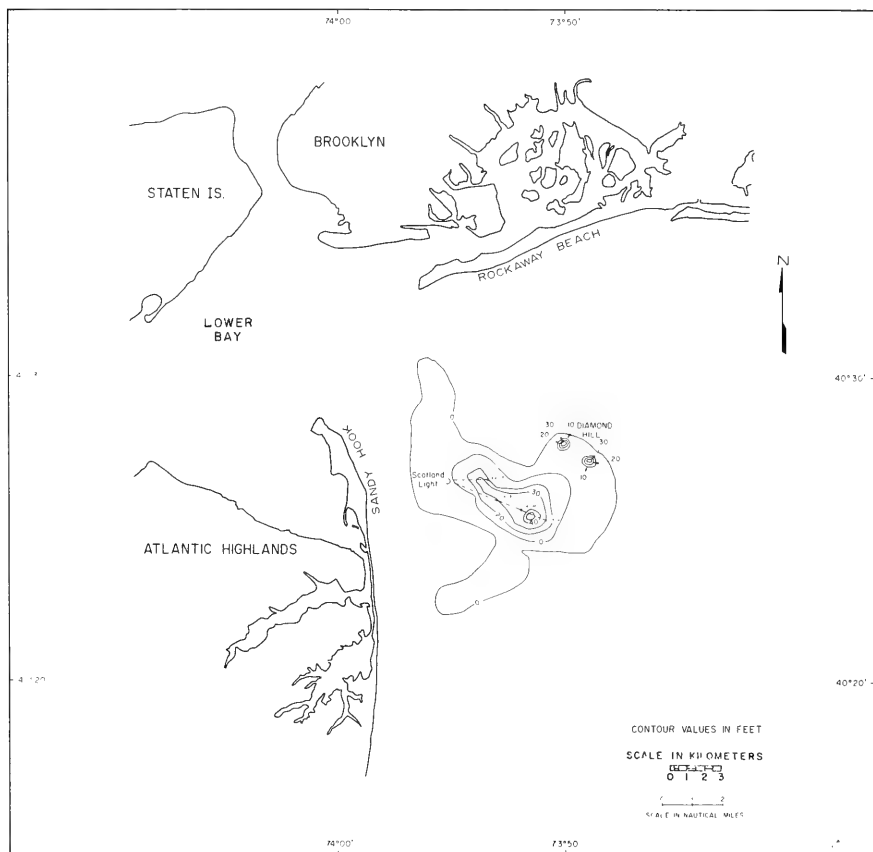 74°00 73°50'
BROOKLYN
STATEN IS.
ROCKAWAY BEACH
N
LOWER
BAY
40°30'
SANDY HOOK
0
30 10 DIAMOND
HILL
20 30
20
10
Scotland
Light
30
40
0
ATLANTIC HIGHLANDS
0
40°20'
CONTOUR VALUES IN FEET
SCALE IN KILOMETERS
0 1 2 3
1 2
SCALE IN NAUTICAL MILES
74°00' 73°50'